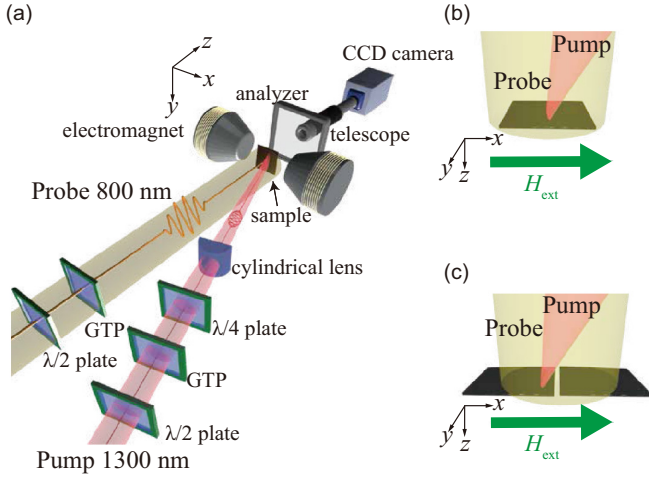 (a)
z
x
y
CCD camera
analyzer
electromagnet
telescope
Probe 800 nm
sample
cylindrical lens
λ/4 plate
GTP
λ/2 plate
GTP
λ/2 plate
Pump 1300 nm
(b)
Pump
Probe
x
y
z
H_ext
(c)
Pump
Probe
x
y
z
H_ext